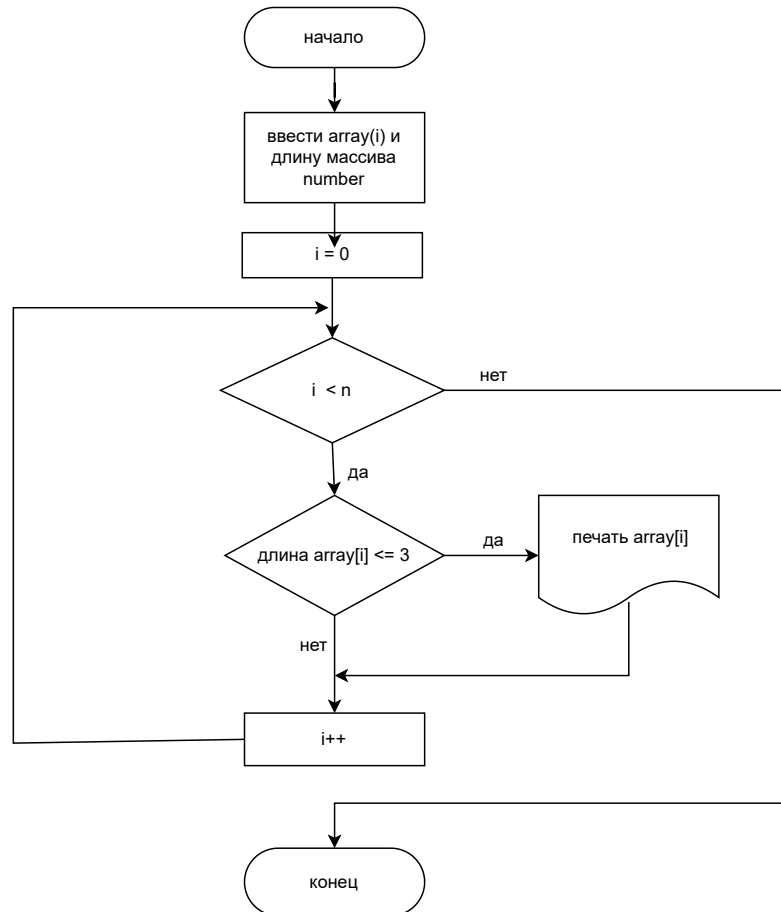 начало
ввести array(i) и
длину массива
number
i = 0
i < n
нет
да
длина array[i] <= 3
да
печать array[i]
нет
i++
конец